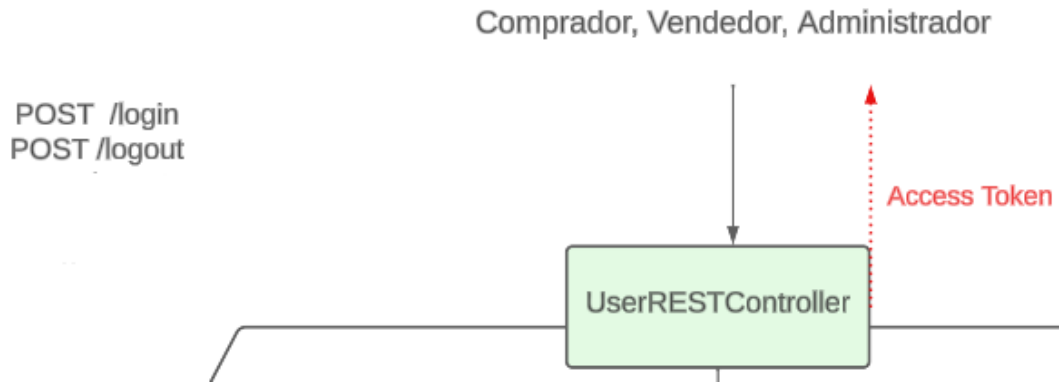 Comprador, Vendedor, Administrador
POST /login
POST /logout
Access Token
UserRESTController